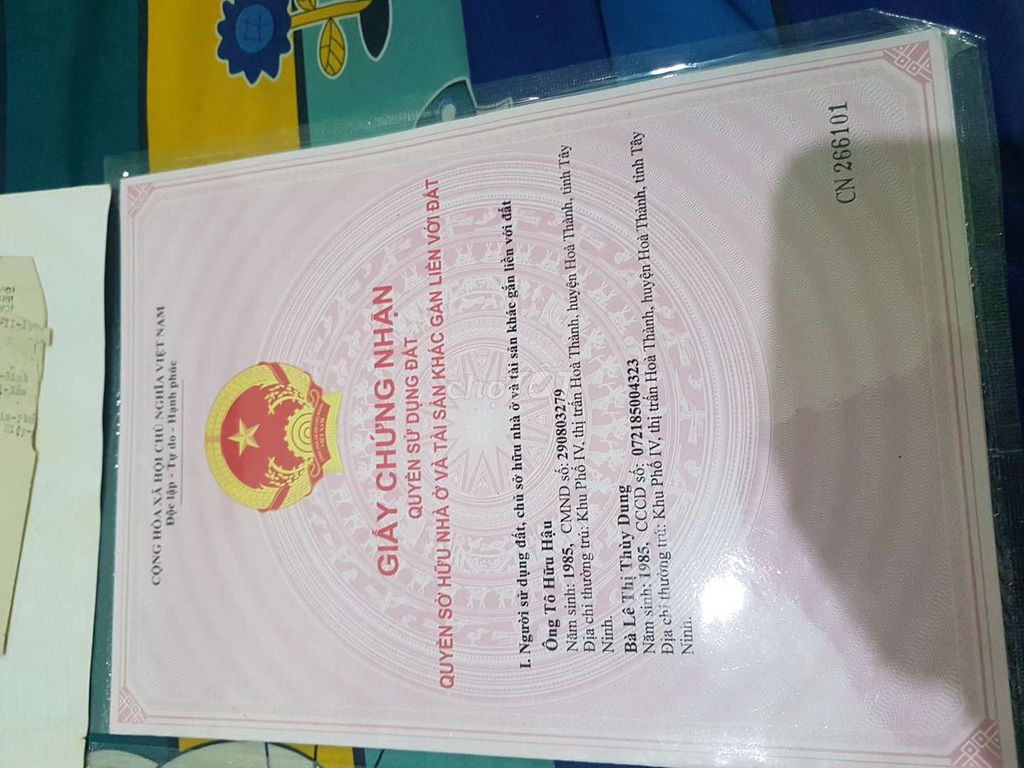 CỘNG HÒA XÃ HỘI CHỦ NGHĨA VIỆT NAM
Độc lập - Tự do - Hạnh phúc
GIẤY CHỨNG NHẬN
QUYỀN SỬ DỤNG ĐẤT
QUYỀN SỞ HỮU NHÀ Ở VÀ TÀI SẢN KHÁC GẮN LIỀN VỚI ĐẤT
I. Người sử dụng đất, chủ sở hữu nhà ở và tài sản khác gắn liền với đất
Ông Tô Hữu Hậu
Năm sinh: 1985, CMND số: 290803279
Địa chỉ thường trú: Khu Phố IV, thị trấn Hoà Thành, huyện Hoà Thành, tỉnh Tây
Ninh.
Bà Lê Thị Thùy Dung
Năm sinh: 1985, CCCD số: 072185004323
Địa chỉ thường trú: Khu Phố IV, thị trấn Hoà Thành, huyện Hoà Thành, tỉnh Tây
Ninh.
CN 266101
chợ